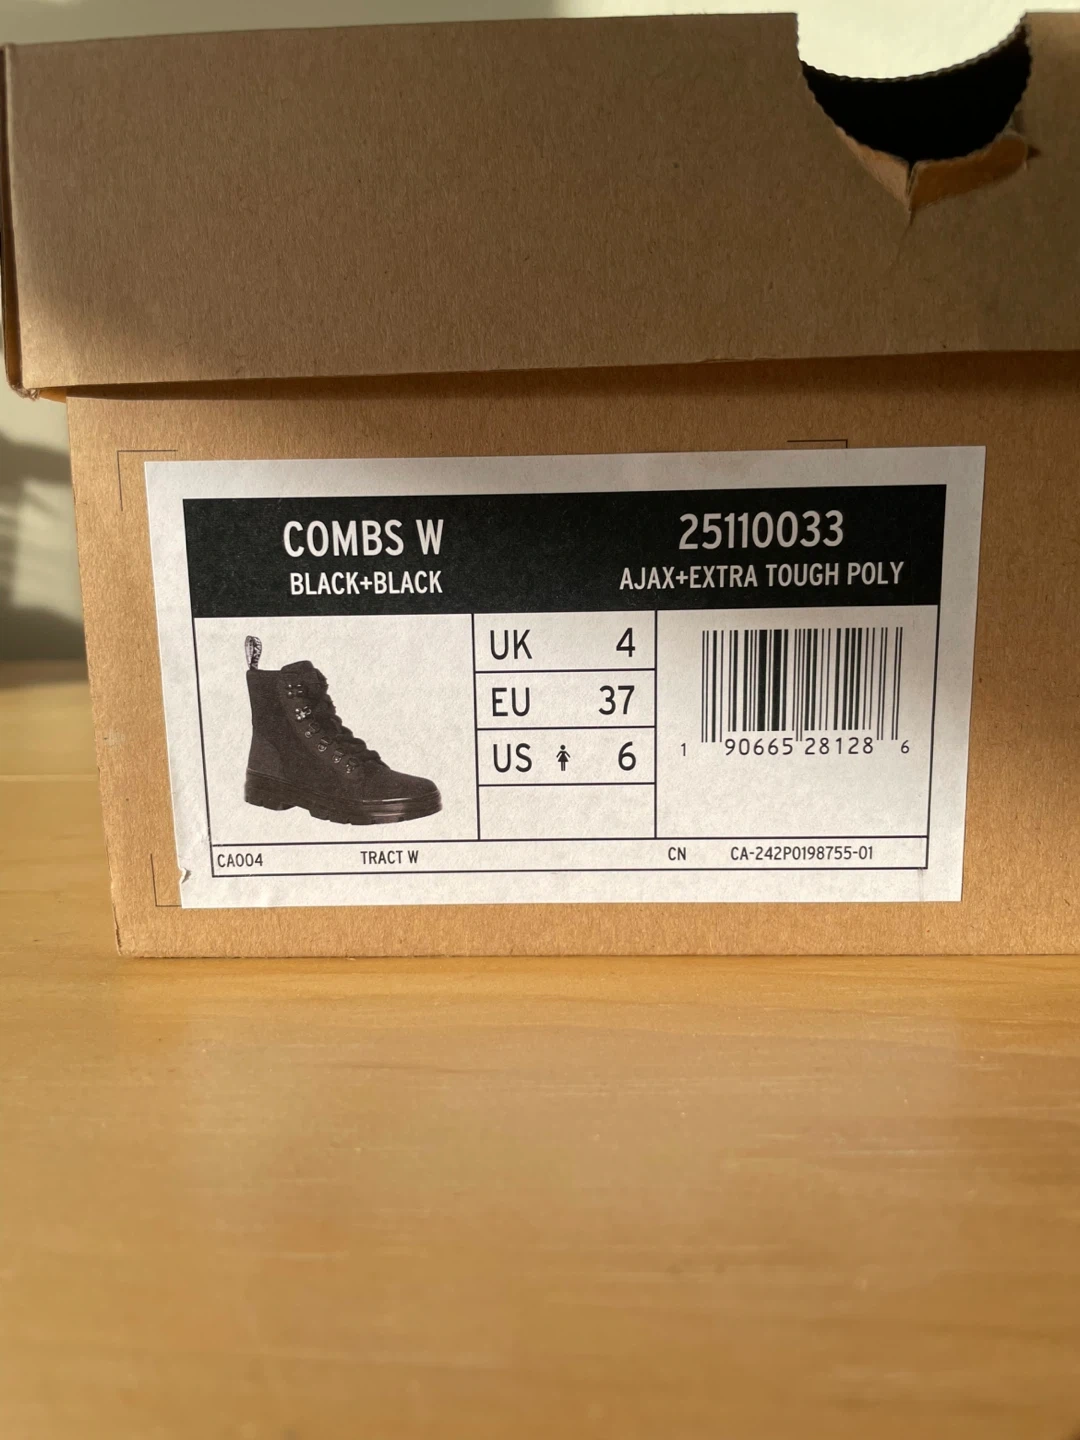 COMBS W
BLACK+BLACK
25110033
AJAX+EXTRA TOUGH POLY
UK 4
EU 37
US 6
1 90665 28128 6
CA004 TRACT W CN CA-242P0198755-01